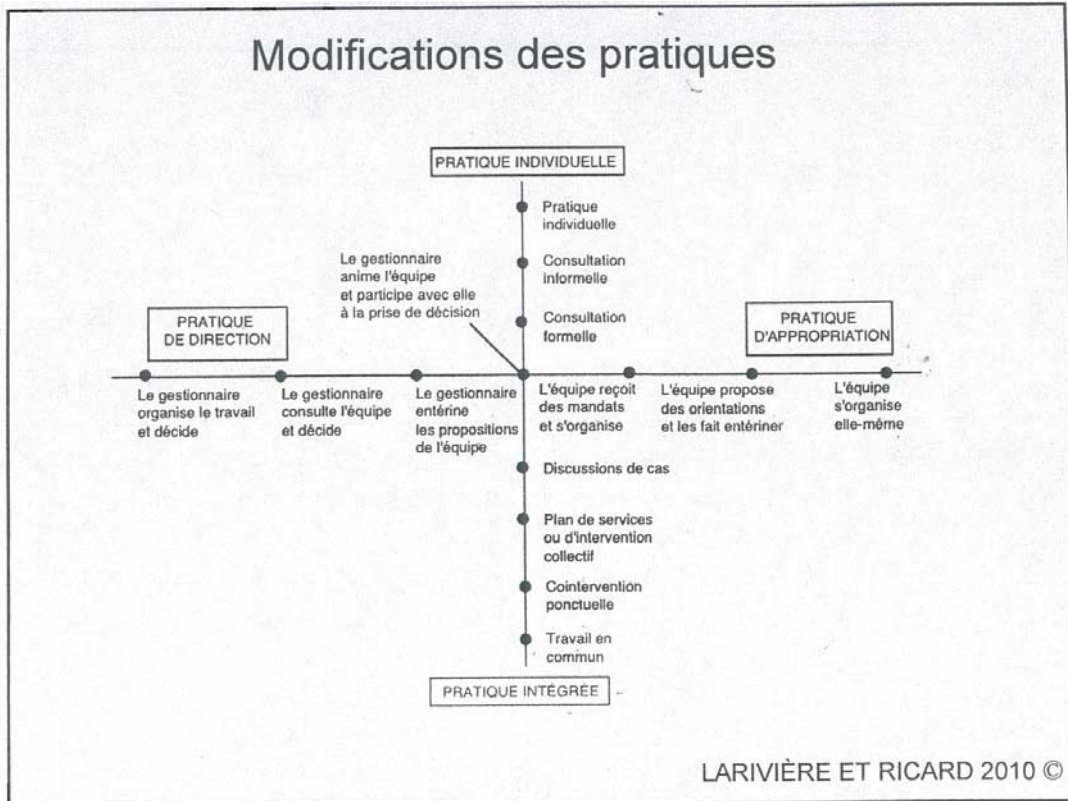 Modifications des pratiques
PRATIQUE INDIVIDUELLE
Pratique
individuelle
Le gestionnaire
anime l'équipe
et participe avec elle
à la prise de décision
Consultation
informelle
Consultation
formelle
PRATIQUE
DE DIRECTION
PRATIQUE
D'APPROPRIATION
Le gestionnaire
organise le travail
et décide
Le gestionnaire
consulte l'équipe
et décide
Le gestionnaire
entérine
les propositions
de l'équipe
L'équipe reçoit
des mandats
et s'organise
L'équipe propose
des orientations
et les fait entériner
L'équipe
s'organise
elle-même
Discussions de cas
Plan de services
ou d'intervention
collectif
Cointervention
ponctuelle
Travail en
commun
PRATIQUE INTÉGRÉE
LARIVIÈRE ET RICARD 2010 ©